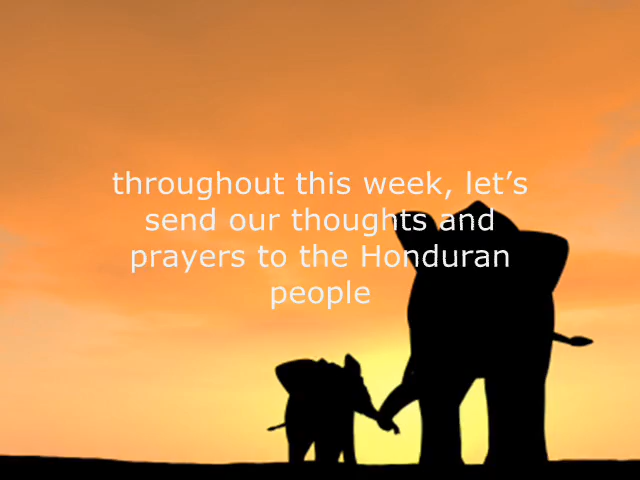 throughout this week, let’s
send our thoughts and
prayers to the Honduran
people